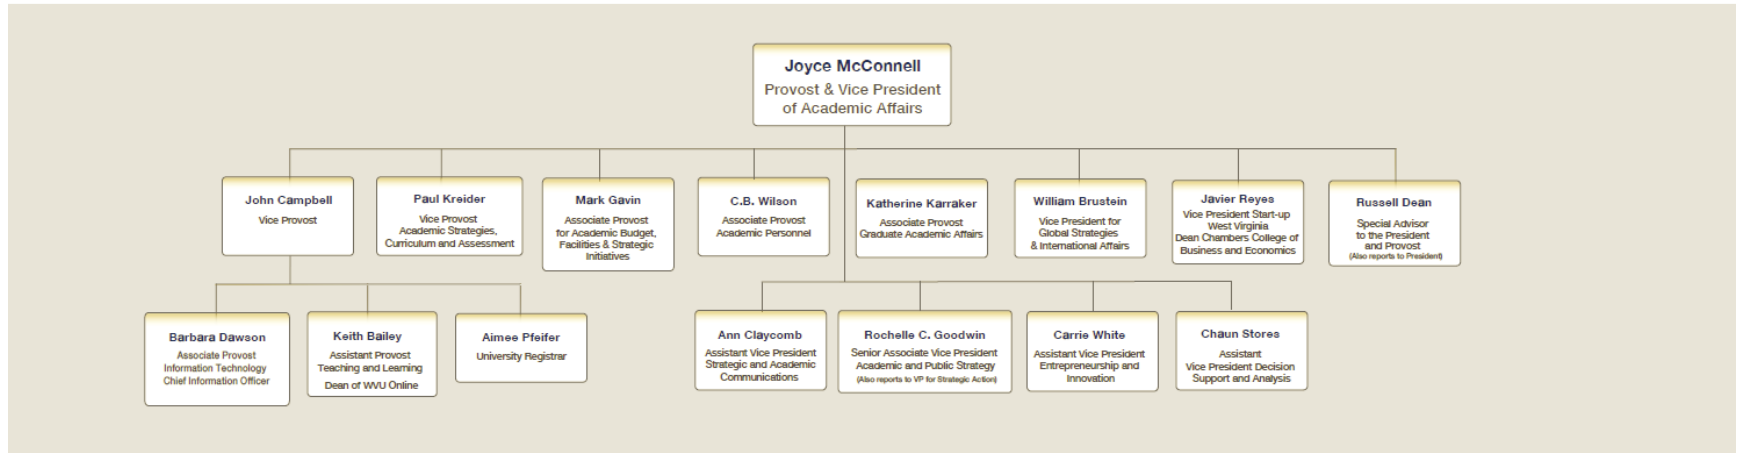 Joyce McConnell
Provost & Vice President
of Academic Affairs
John Campbell
Vice Provost
Paul Kreider
Vice Provost
Academic Strategies,
Curriculum and Assessment
Mark Gavin
Associate Provost
for Academic Budget,
Facilities & Strategic
Initiatives
C.B. Wilson
Associate Provost
Academic Personnel
Katherine Karraker
Associate Provost
Graduate Academic Affairs
William Brustein
Vice President for
Global Strategies
& International Affairs
Javier Reyes
Vice President Start-up
West Virginia
Dean Chambers College of
Business and Economics
Russell Dean
Special Advisor
to the President
and Provost
(Also reports to President)
Barbara Dawson
Associate Provost
Information Technology
Chief Information Officer
Keith Bailey
Assistant Provost
Teaching and Learning
Dean of WVU Online
Aimee Pfeifer
University Registrar
Ann Claycomb
Assistant Vice President
Strategic and Academic
Communications
Rochelle C. Goodwin
Senior Associate Vice President
Academic and Public Strategy
(Also reports to VP for Strategic Action)
Carrie White
Assistant Vice President
Entrepreneurship and
Innovation
Chaun Stores
Assistant
Vice President Decision
Support and Analysis